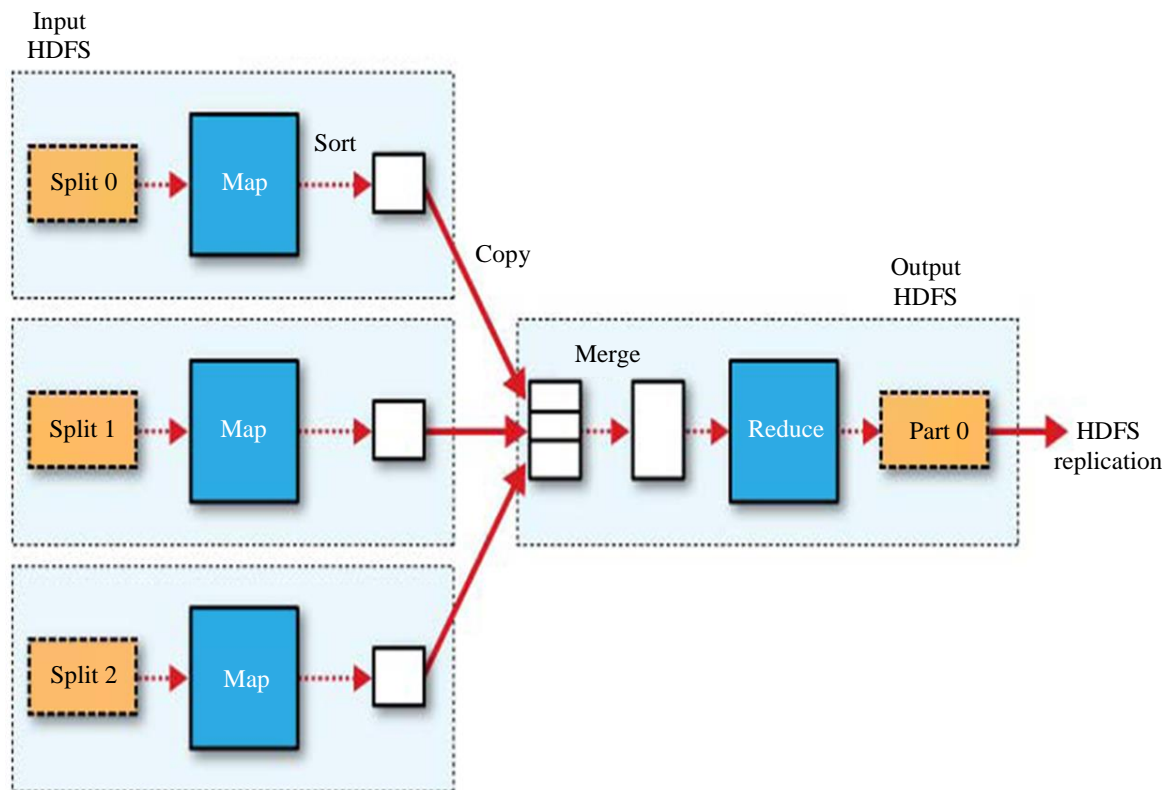 Input
HDFS
Split 0
Map
Sort
Copy
Output
HDFS
Split 1
Map
Merge
Reduce
Part 0
HDFS
replication
Split 2
Map